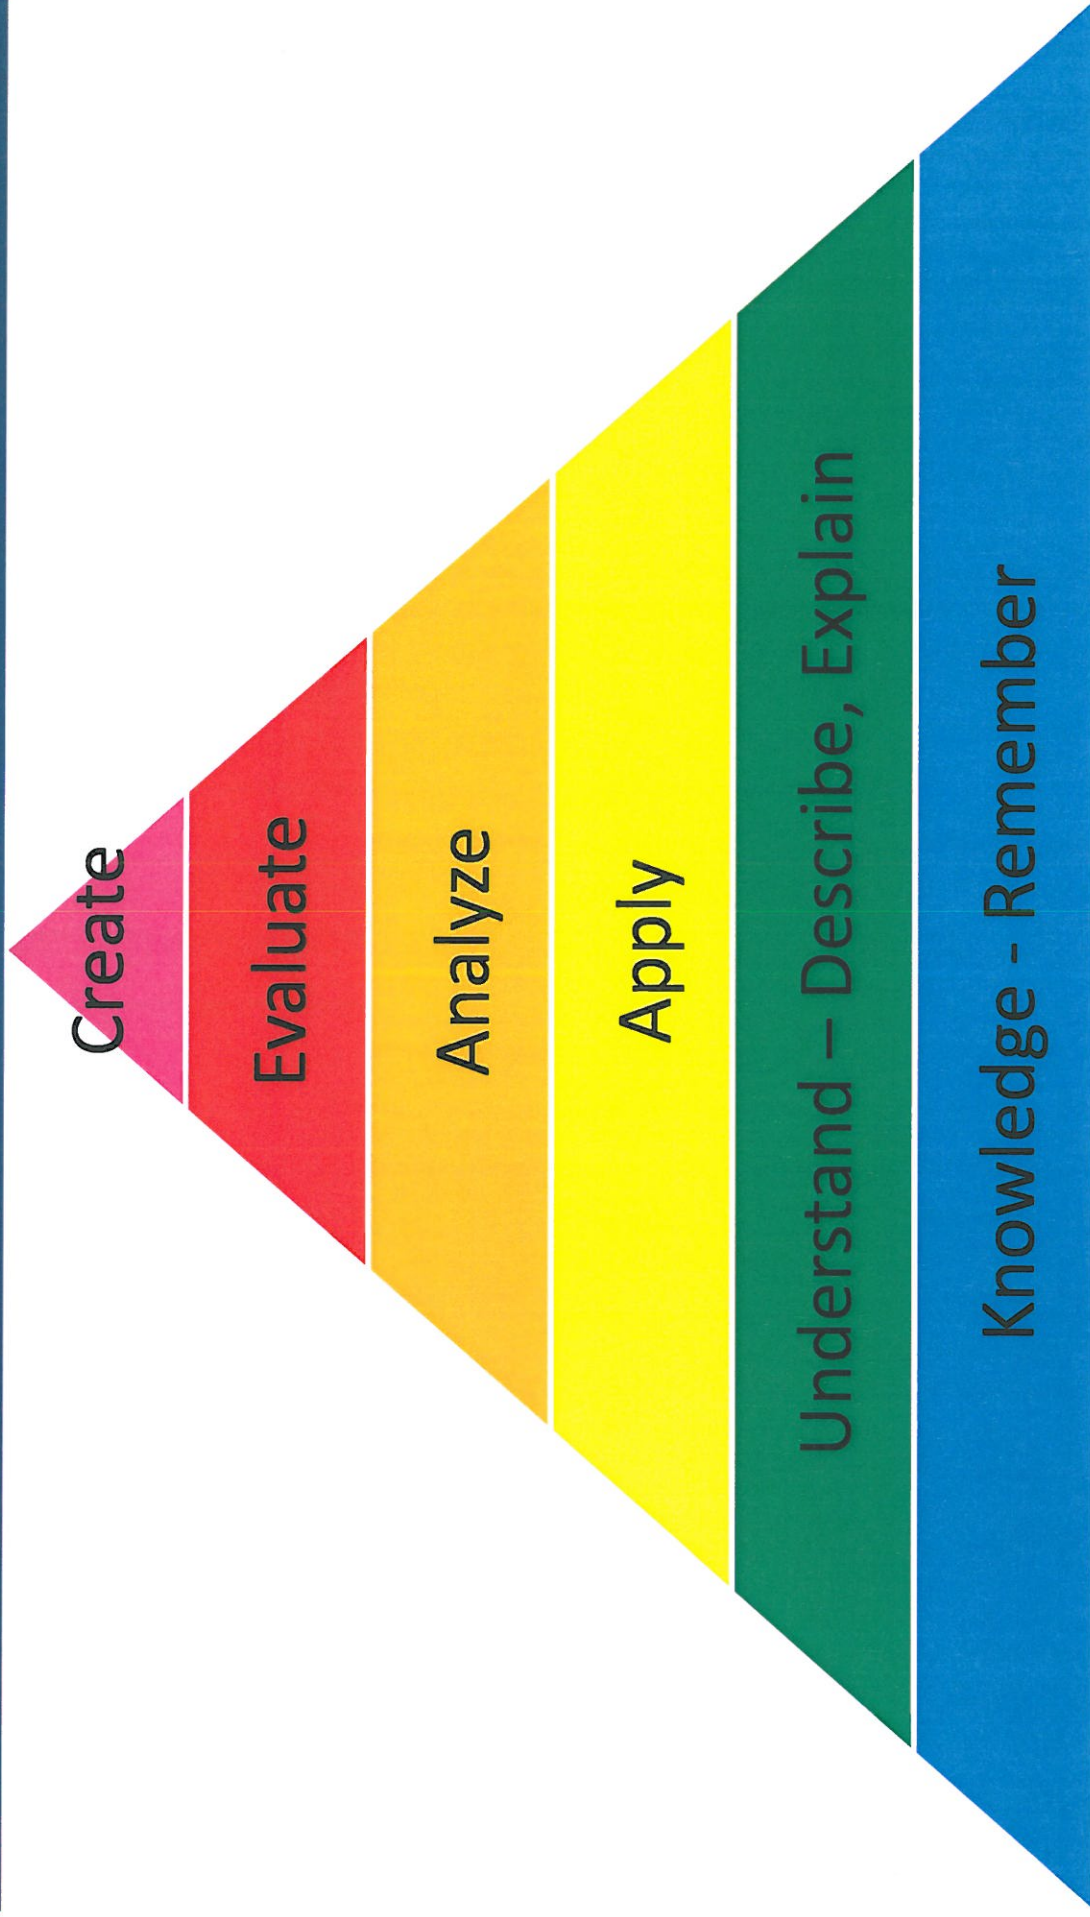 Create
Evaluate
Analyze
Apply
Understand – Describe, Explain
Knowledge - Remember